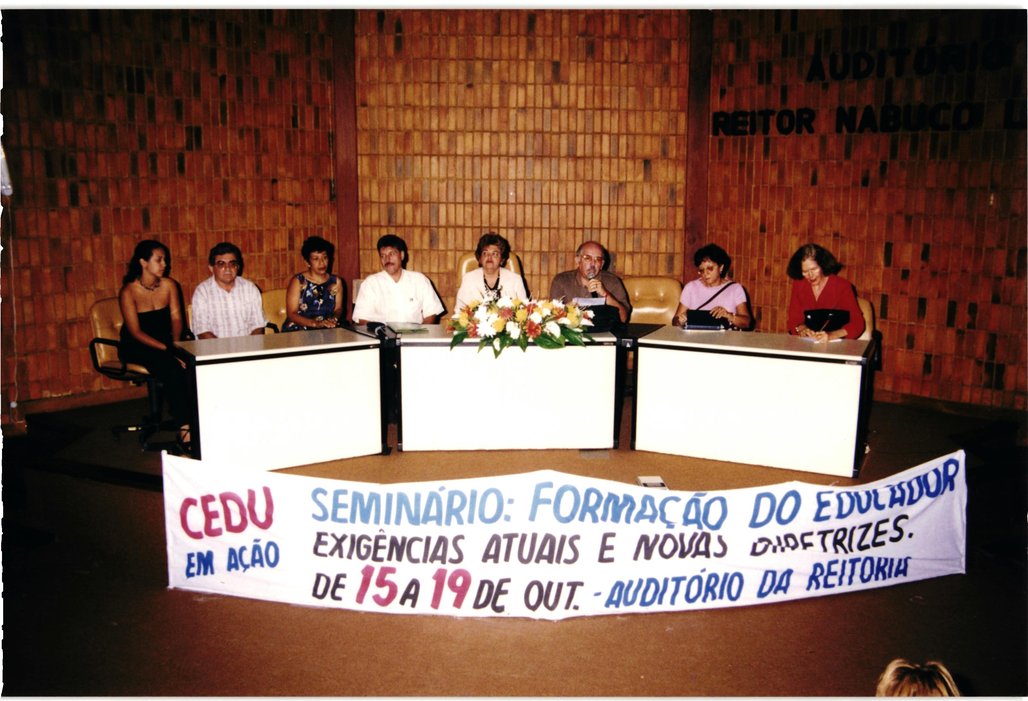 AUDITÓRIO
REITOR NABUCO
CEDU
EM AÇÃO
SEMINÁRIO: FORMAÇÃO DO EDUCADOR
EXIGÊNCIAS ATUAIS E NOVAS DIRETRIZES.
DE 15 A 19 DE OUT. - AUDITÓRIO DA REITORIA